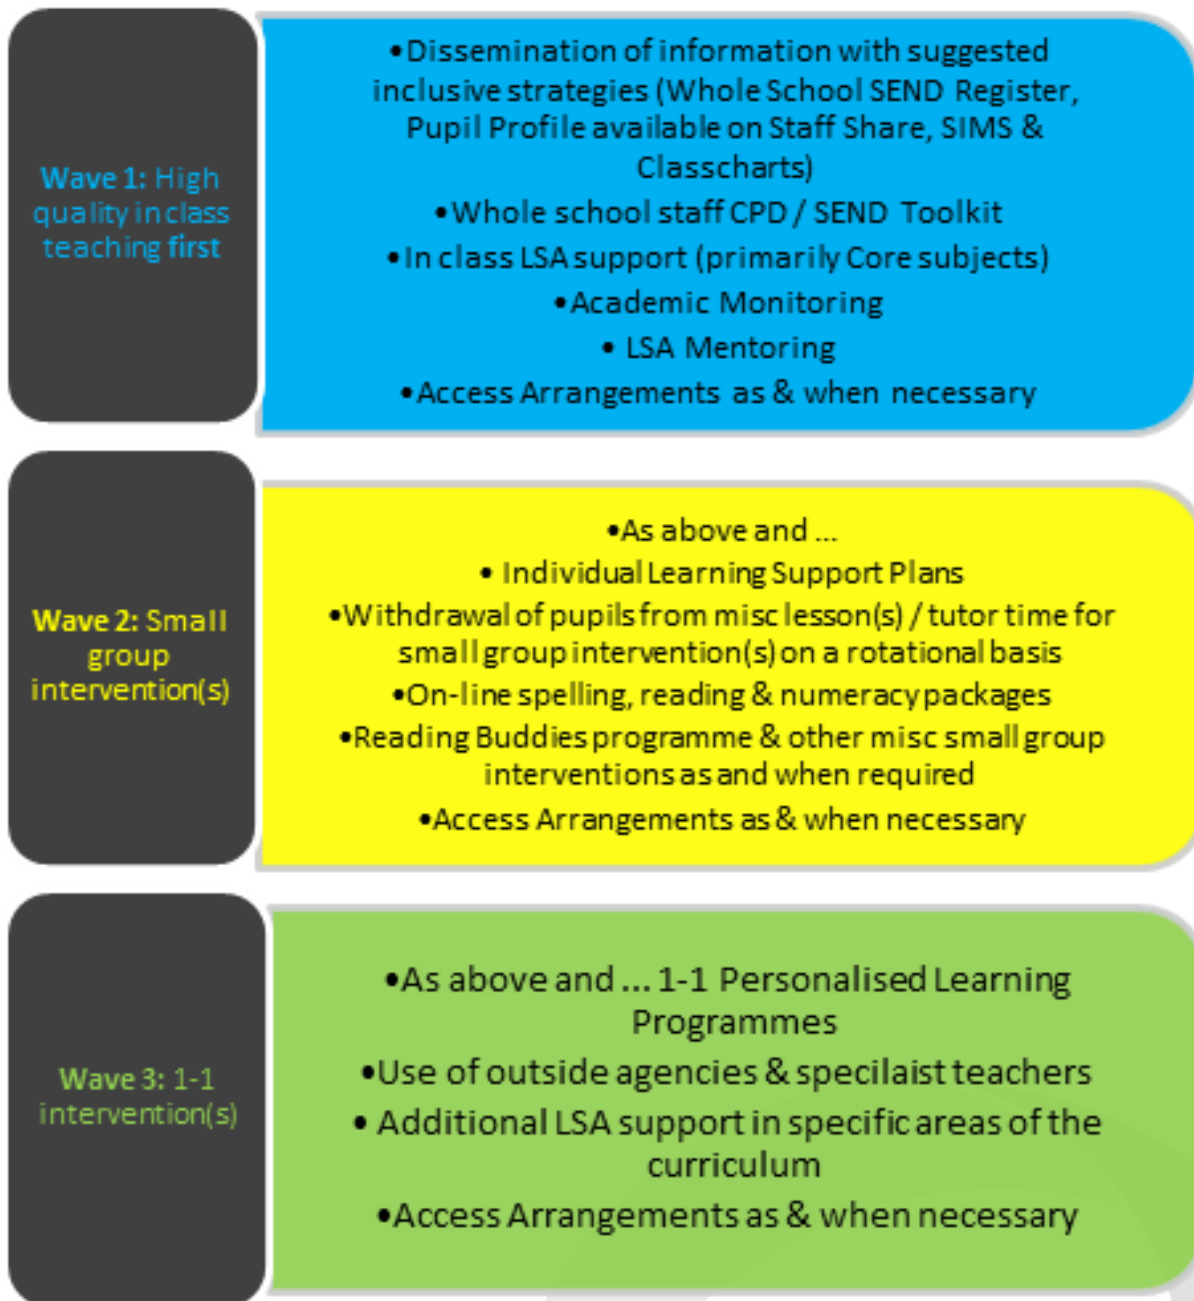 Wave 1: High
quality in class
teaching first
•Dissemination of information with suggested
inclusive strategies (Whole School SEND Register,
Pupil Profile available on Staff Share, SIMS &
Classcharts)
•Whole school staff CPD / SEND Toolkit
•In class LSA support (primarily Core subjects)
•Academic Monitoring
• LSA Mentoring
•Access Arrangements as & when necessary
Wave 2: Small
group
intervention(s)
•As above and ...
• Individual Learning Support Plans
•Withdrawal of pupils from misc lesson(s) / tutor time for
small group intervention(s) on a rotational basis
•On-line spelling, reading & numeracy packages
•Reading Buddies programme & other misc small group
interventions as and when required
•Access Arrangements as & when necessary
Wave 3: 1-1
intervention(s)
•As above and ... 1-1 Personalised Learning
Programmes
•Use of outside agencies & specilaist teachers
• Additional LSA support in specific areas of the
curriculum
•Access Arrangements as & when necessary